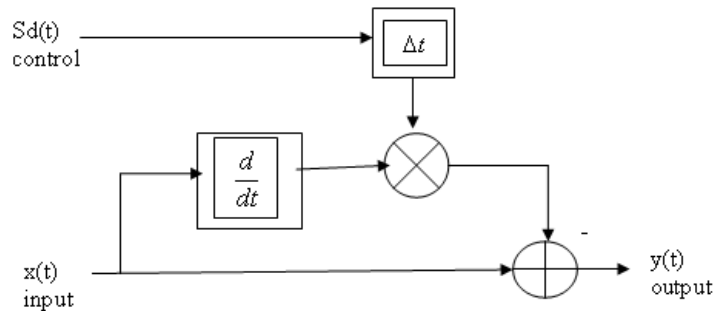 Sd(t)
control
Δt
d
dt
-
x(t)
input
y(t)
output